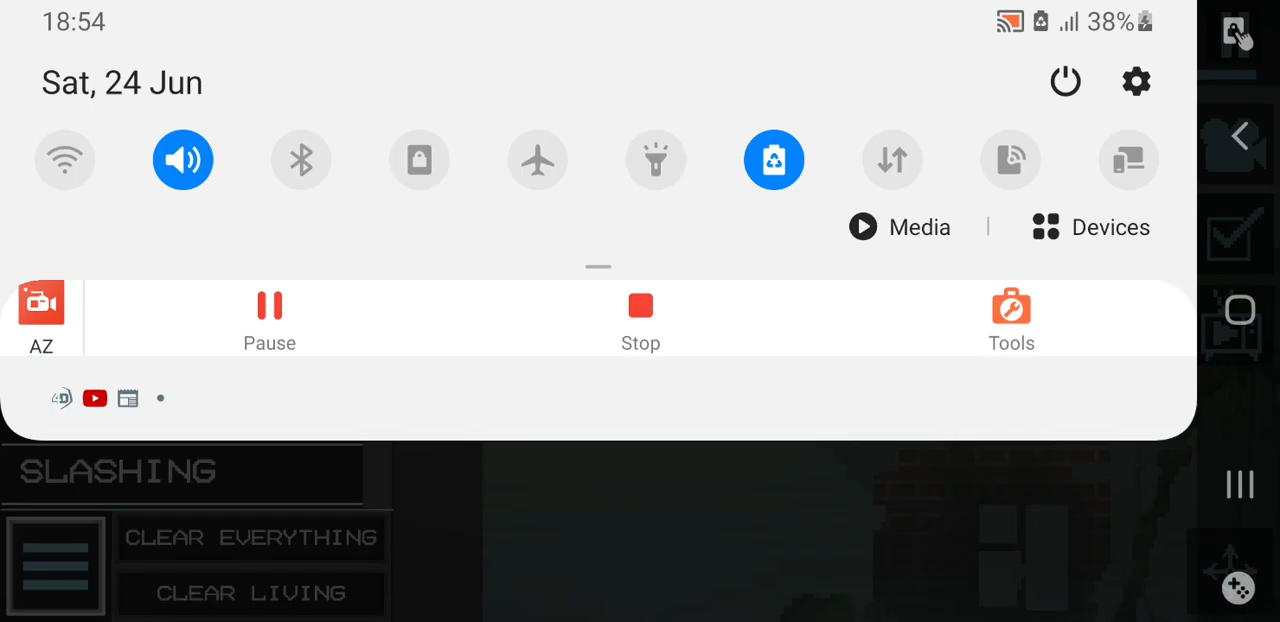 18:54
38%
Sat, 24 Jun
Media
Devices
AZ
Pause
Stop
Tools
SLASHING
CLEAR EVERYTHING
CLEAR LIVING